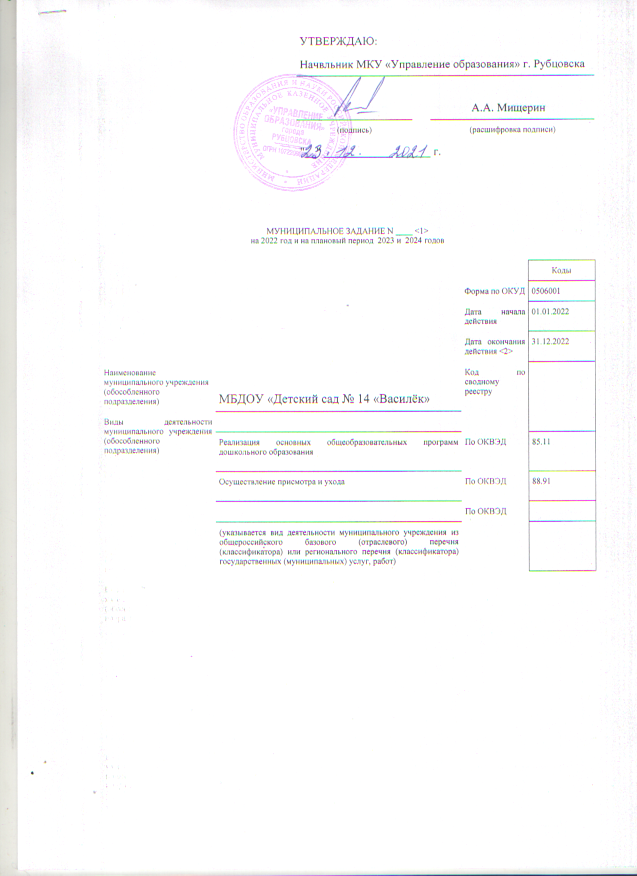 УТВЕРЖДАЮ:
Начвльник МКУ «Управление образования» г. Рубцовска
А.А. Мищерин
(подпись)
(расшифровка подписи)
"23. 12. 2021 г.
«УПРАВЛЕНИЕ
ОБРАЗОВАНИЯ»
ГОРОДА
РУБЦОВСКА
МУНИЦИПАЛЬНОЕ ЗАДАНИЕ N ____ <1>
на 2022 год и на плановый период 2023 и 2024 годов
Коды
Форма по ОКУД 0506001
Дата начала 01.01.2022
действия
Дата окончания 31.12.2022
действия <2>
Наименование
муниципального учреждения
(обособленного
подразделения)
МБДОУ «Детский сад № 14 «Василёк»
Код по
сводному
реестру
Виды деятельности
муниципального учреждения
(обособленного
подразделения)
Реализация основных общеобразовательных программ
дошкольного образования
По ОКВЭД 85.11
Осуществление присмотра и ухода
По ОКВЭД 88.91
По ОКВЭД
(указывается вид деятельности муниципального учреждения из
общероссийского базового (отраслевого) перечня
(классификатора) или регионального перечня (классификатора)
государственных (муниципальных) услуг, работ)